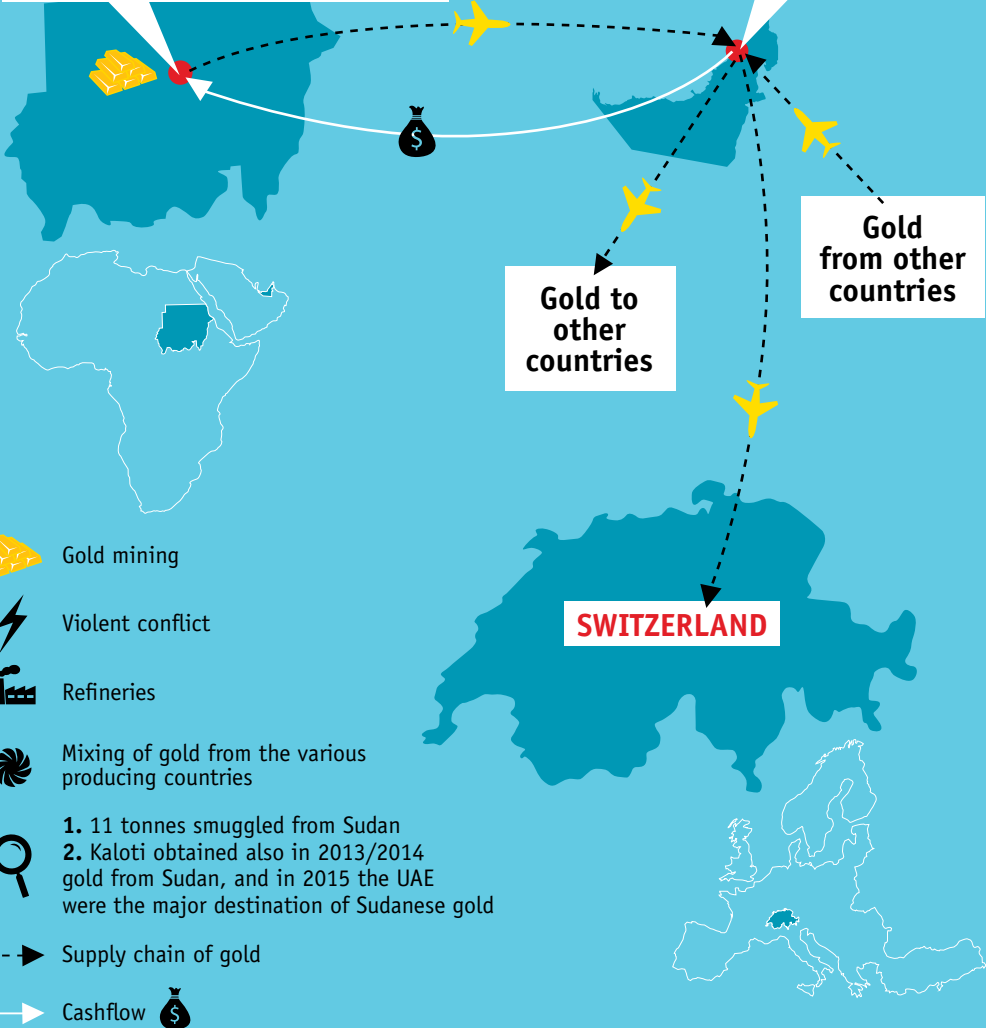 $
Gold
from other
countries
Gold to
other
countries
SWITZERLAND
Gold mining
Violent conflict
Refineries
Mixing of gold from the various
producing countries
1. 11 tonnes smuggled from Sudan
2. Kaloti obtained also in 2013/2014
gold from Sudan, and in 2015 the UAE
were the major destination of Sudanese gold
Supply chain of gold
Cashflow $